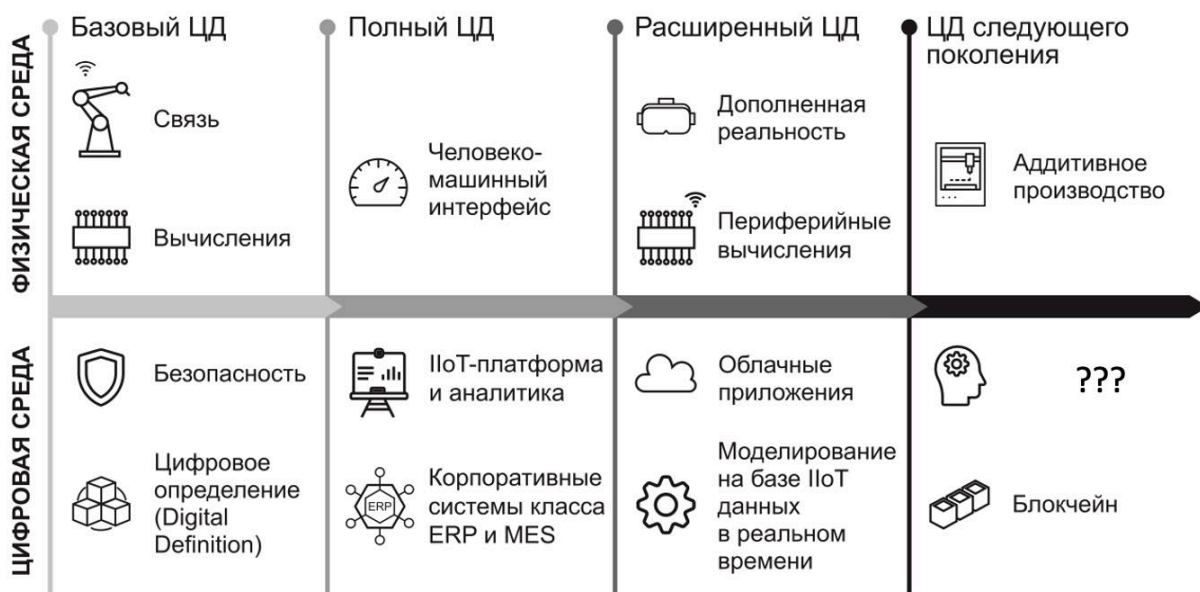 Базовый ЦД
Полный ЦД
Расширенный ЦД
ЦД следующего
поколения
ФИЗИЧЕСКАЯ СРЕДА
Связь
Вычисления
Человеко-
машинный
интерфейс
Дополненная
реальность
Периферийные
вычисления
Аддитивное
производство
ЦИФРОВАЯ СРЕДА
Безопасность
Цифровое
определение
(Digital
Definition)
IIoT-платформа
и аналитика
ERP
Корпоративные
системы класса
ERP и MES
Облачные
приложения
Моделирование
на базе IIoT
данных
в реальном
времени
???
Блокчейн